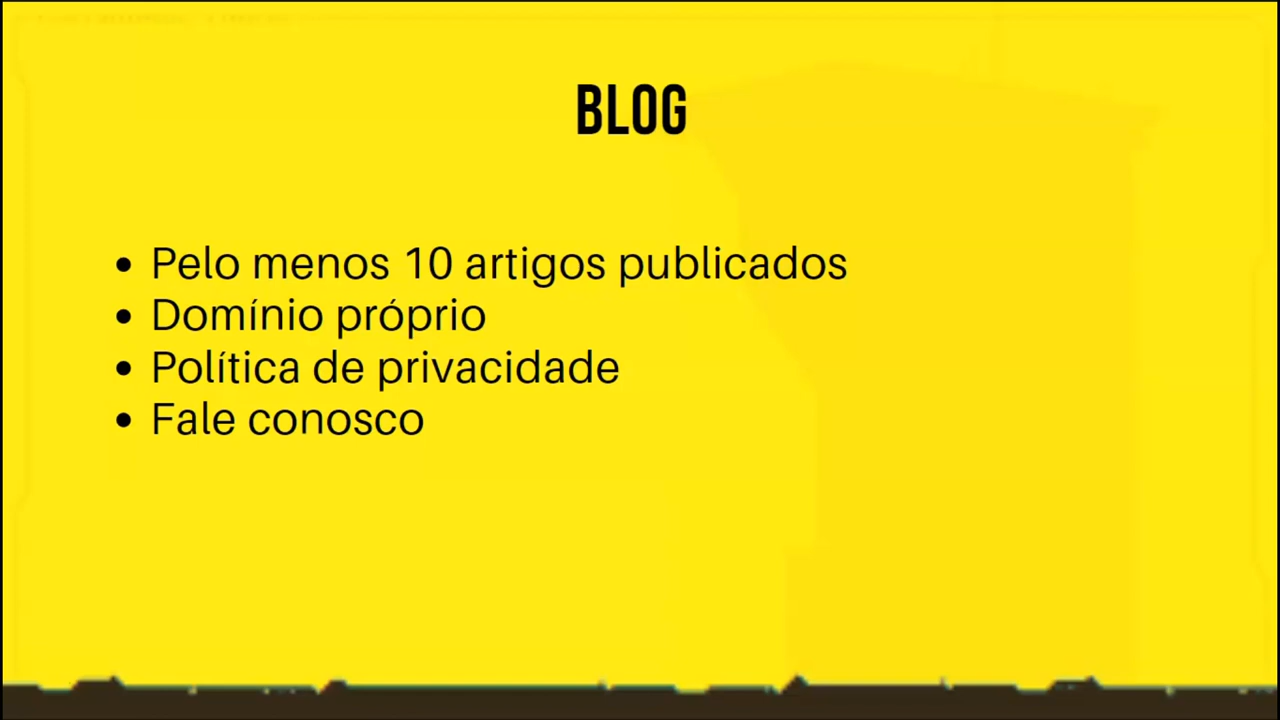 BLOG
• Pelo menos 10 artigos publicados
• Domínio próprio
• Política de privacidade
• Fale conosco